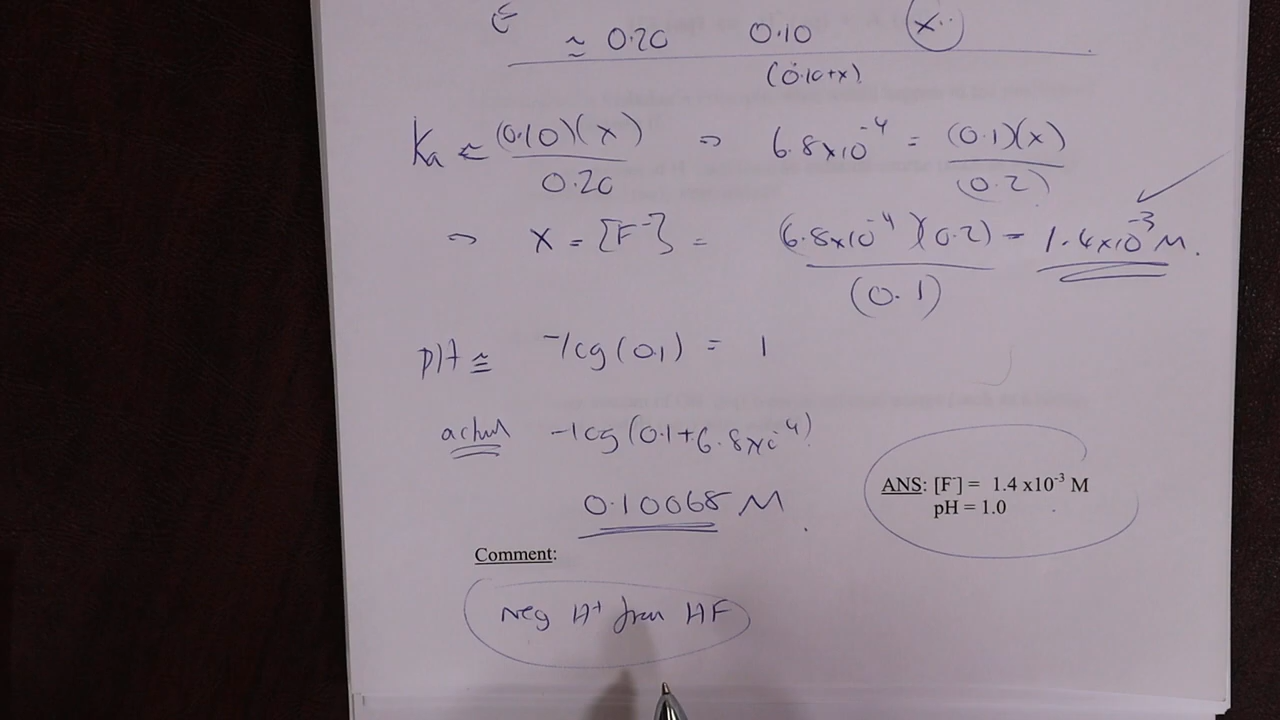 E ≈ 0.20 0.10 x
(0.10+x)
Ka ≈ (0.10)(x) / 0.20 ⇒ 6.8x10⁻⁴ = (0.1)(x) / (0.2)
⇒ x = [F⁻] = (6.8x10⁻⁴)(0.2) / (0.1) = 1.4x10⁻³ M.
pH ≅ -log(0.1) = 1
actual -log(0.1+6.8x10⁻⁴)
0.10068 M
ANS: [F⁻] = 1.4 x10⁻³ M
pH = 1.0
Comment:
Neg H⁺ from HF